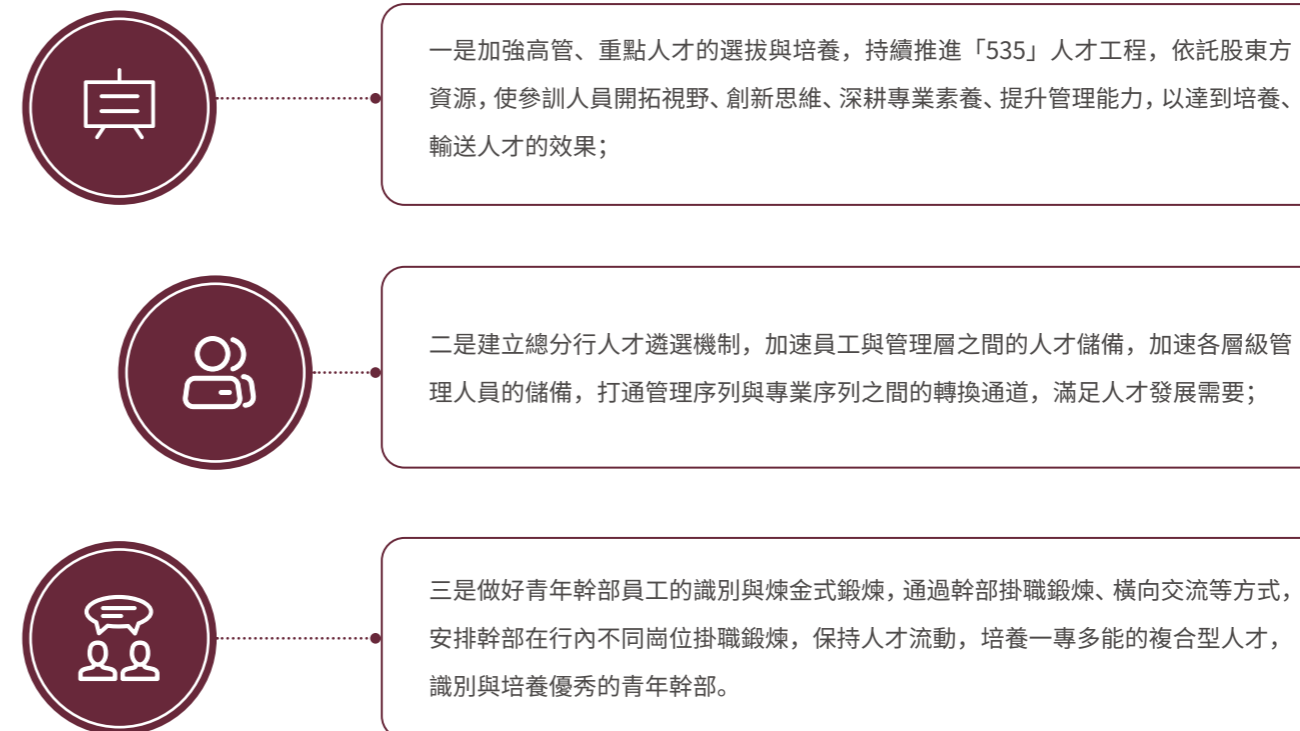 一是加強高管、重點人才的選拔與培養，持續推進「535」人才工程，依託股東方
資源，使參訓人員開拓視野、創新思維、深耕專業素養、提升管理能力，以達到培養、
輸送人才的效果；
二是建立總分行人才遴選機制，加速員工與管理層之間的人才儲備，加速各層級管
理人員的儲備，打通管理序列與專業序列之間的轉換通道，滿足人才發展需要；
三是做好青年幹部員工的識別與煉金式鍛煉，通過幹部掛職鍛煉、橫向交流等方式，
安排幹部在行內不同崗位掛職鍛煉，保持人才流動，培養一專多能的複合型人才，
識別與培養優秀的青年幹部。